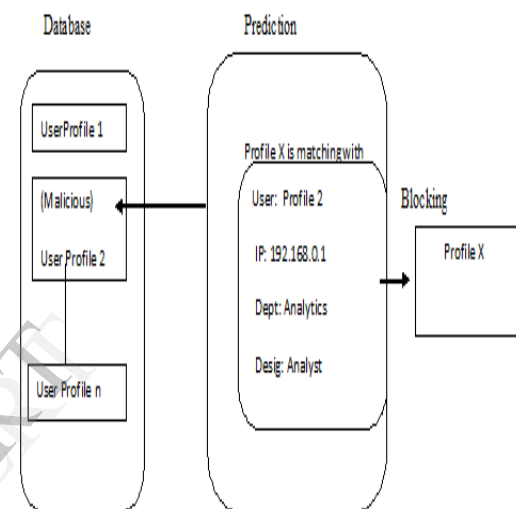 Database
Prediction
UserProfile 1
(Malicious)
User Profile 2
User Profile n
Profile X is matching with
User: Profile 2
IP: 192.168.0.1
Dept: Analytics
Desig: Analyst
Blocking
Profile X